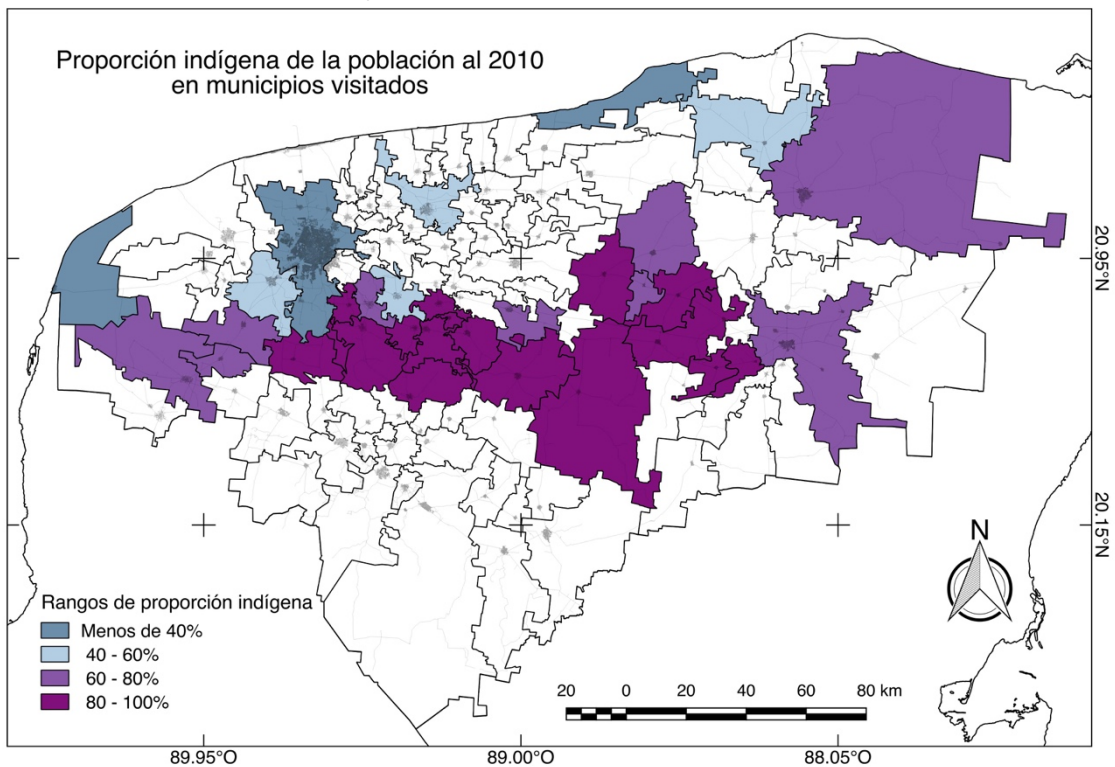 Proporción indígena de la población al 2010
en municipios visitados
20.95°N
20.15°N
N
Rangos de proporción indígena
Menos de 40%
40 - 60%
60 - 80%
80 - 100%
20 0 20 40 60 80 km
89.95°O 89.00°O 88.05°O